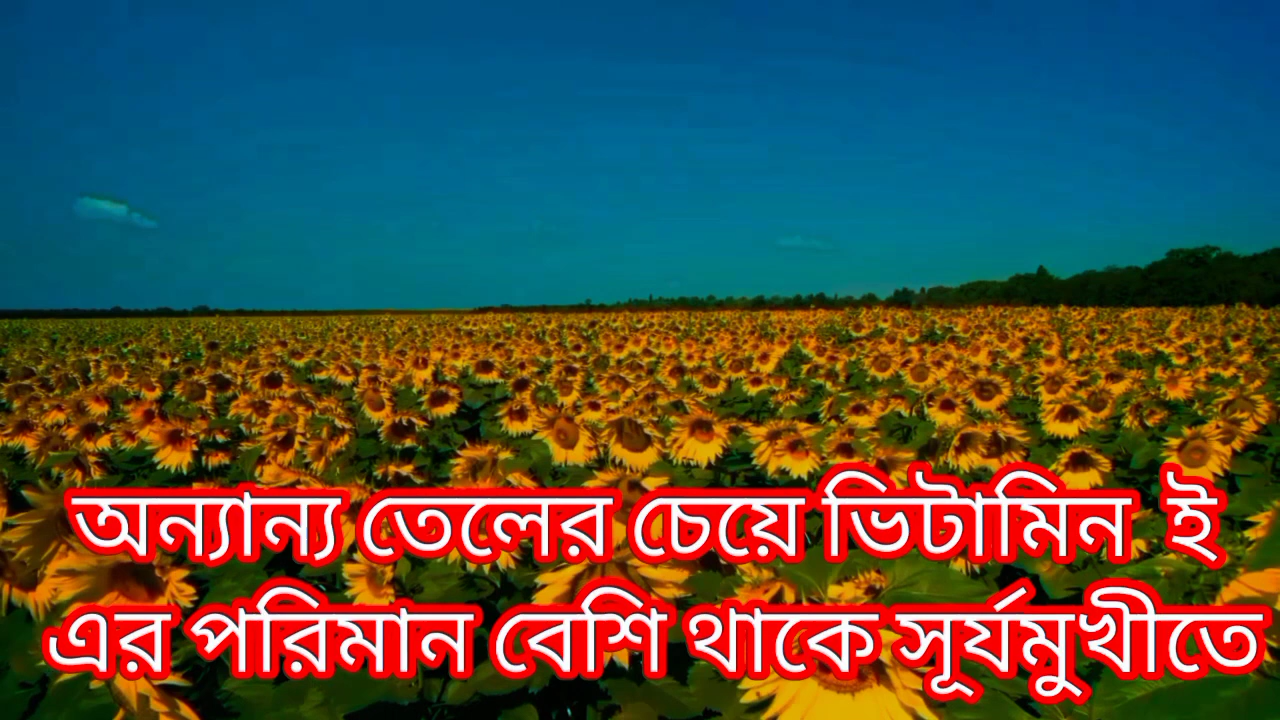 অন্যান্য তেলের চেয়ে ভিটামিন ই
এর পরিমান বেশি থাকে সূর্যমুখীতে